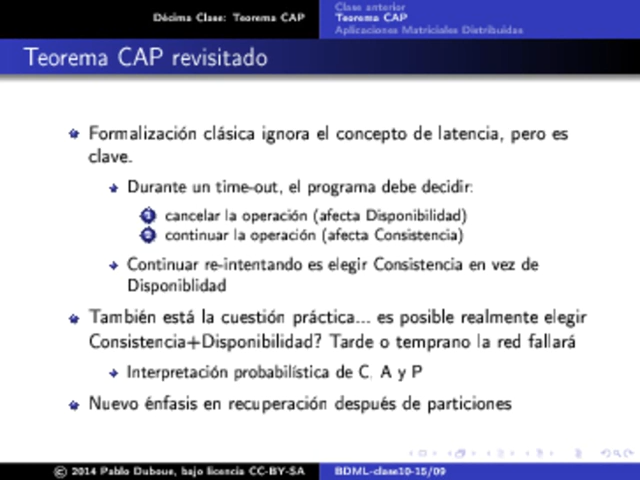 Décima Clase: Teorema CAP
Clase anterior
Teorema CAP
Aplicaciones Matriciales Distribuidas
Teorema CAP revisitado
Formalización clásica ignora el concepto de latencia, pero es
clave.
Durante un time-out, el programa debe decidir:
1 cancelar la operación (afecta Disponibilidad)
2 continuar la operación (afecta Consistencia)
Continuar re-intentando es elegir Consistencia en vez de
Disponiblidad
También está la cuestión práctica... es posible realmente elegir
Consistencia+Disponibilidad? Tarde o temprano la red fallará
Interpretación probabilística de C, A y P
Nuevo énfasis en recuperación después de particiones
© 2014 Pablo Duboue, bajo licencia CC-BY-SA
BDML-clase10-15/09